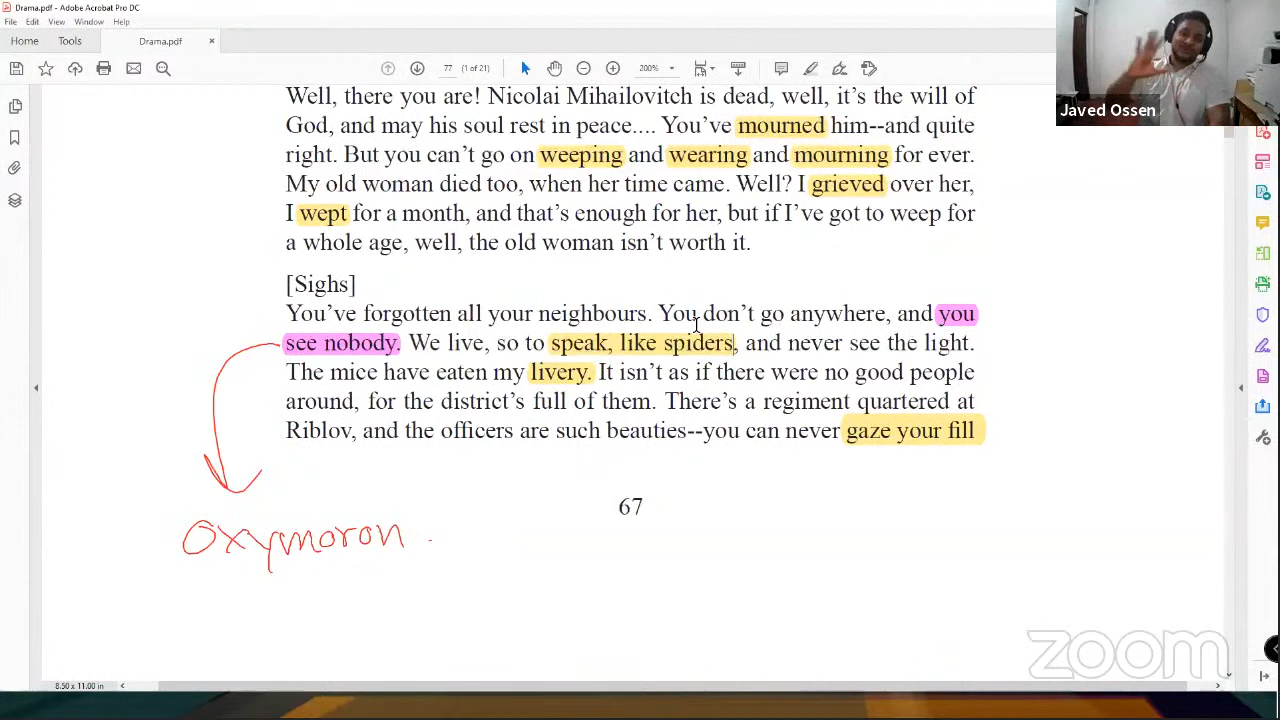 Drama.pdf - Adobe Acrobat Pro DC
File Edit View Window Help
Home Tools Drama.pdf ×
77 (1 of 21) 200%
Javed Ossen
Well, there you are! Nicolai Mihailovitch is dead, well, it's the will of
God, and may his soul rest in peace.... You've mourned him--and quite
right. But you can't go on weeping and wearing and mourning for ever.
My old woman died too, when her time came. Well? I grieved over her,
I wept for a month, and that's enough for her, but if I've got to weep for
a whole age, well, the old woman isn't worth it.
[Sighs]
You've forgotten all your neighbours. You don't go anywhere, and you
see nobody. We live, so to speak, like spiders, and never see the light.
The mice have eaten my livery. It isn't as if there were no good people
around, for the district's full of them. There's a regiment quartered at
Riblov, and the officers are such beauties--you can never gaze your fill
67
Oxymoron .
zoom
8.50 x 11.00 in